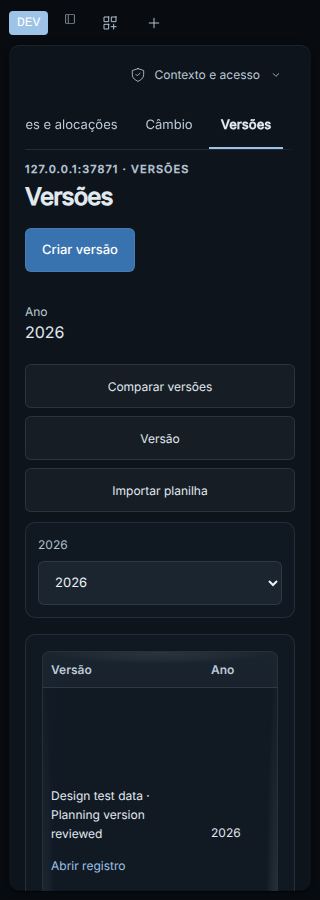 DEV
Contexto e acesso
es e alocações
Câmbio
Versões
127.0.0.1:37871 · VERSÕES
Versões
Criar versão
Ano
2026
Comparar versões
Versão
Importar planilha
2026
2026
Versão
Ano
Design test data ·
Planning version
reviewed
2026
Abrir registro